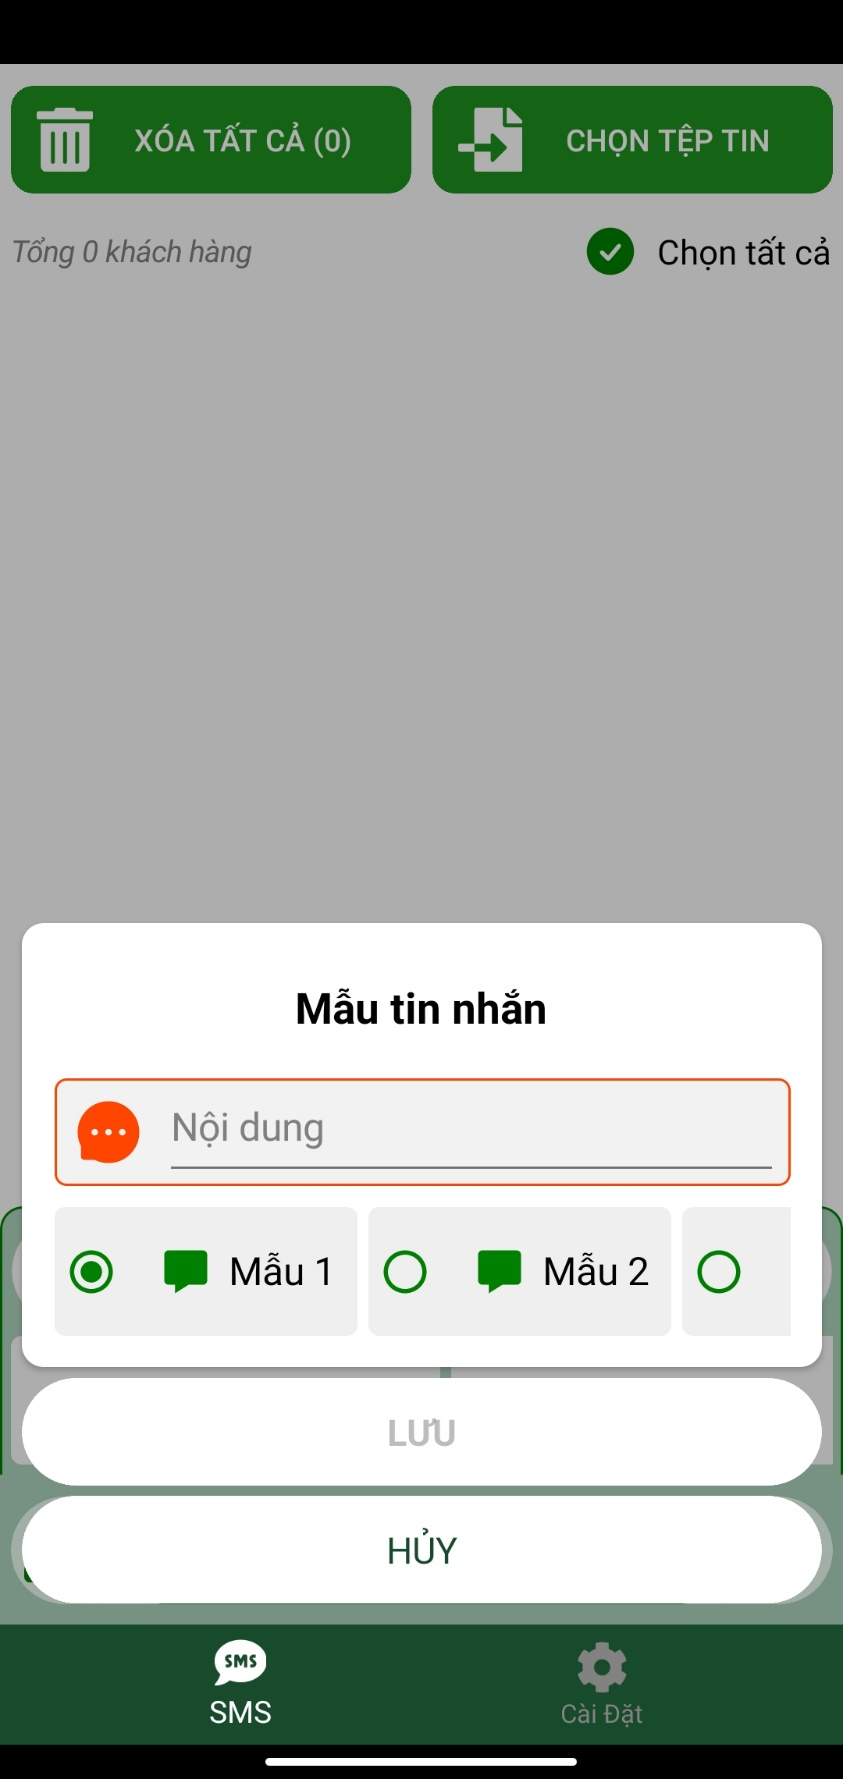 XÓA TẤT CẢ (0)
CHỌN TỆP TIN
Tổng 0 khách hàng
Chọn tất cả
Mẫu tin nhắn
Nội dung
Mẫu 1
Mẫu 2
LƯU
HỦY
SMS
SMS
Cài Đặt